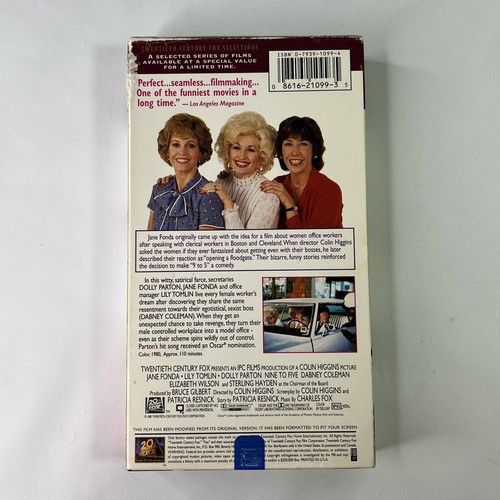 TWENTIETH CENTURY FOX SELECTIONS
A SELECTED SERIES OF FILMS
AVAILABLE AT A SPECIAL VALUE
FOR A LIMITED TIME.
ISBN 0-7939-1099-4
0 86162 1099-3 5
Perfect...seamless...filmmaking...
One of the funniest movies in a
long time." — Los Angeles Magazine
Jane Fonda originally came up with the idea for a film about women office workers
after speaking with clerical workers in Boston and Cleveland. When director Colin Higgins
asked the women if they ever fantasized about getting even with their bosses, he later
described their reaction as "opening a floodgate." Their bizarre, funny stories reinforced
the decision to make "9 to 5" a comedy.
In this witty, satirical farce, secretaries
DOLLY PARTON, JANE FONDA and office
manager LILY TOMLIN live every female worker's
dream after discovering they share the same
resentment towards their egotistical, sexist boss
(DABNEY COLEMAN). When they get an
unexpected chance to take revenge, they turn their
male controlled workplace into a model office -
even as their scheme spins wildly out of control.
Parton's hit song received an Oscar® nomination.
Color, 1980, Approx. 110 minutes.
TWENTIETH CENTURY FOX PRESENTS AN IPC FILMS PRODUCTION OF A COLIN HIGGINS PICTURE
JANE FONDA • LILY TOMLIN • DOLLY PARTON NINE TO FIVE DABNEY COLEMAN
ELIZABETH WILSON and STERLING HAYDEN as the Chairman of the Board
Produced by BRUCE GILBERT Directed by COLIN HIGGINS Screenplay by COLIN HIGGINS and
PATRICIA RESNICK Story by PATRICIA RESNICK Music by CHARLES FOX
THIS FILM HAS BEEN MODIFIED FROM ITS ORIGINAL VERSION. IT HAS BEEN FORMATTED TO FIT YOUR SCREEN.